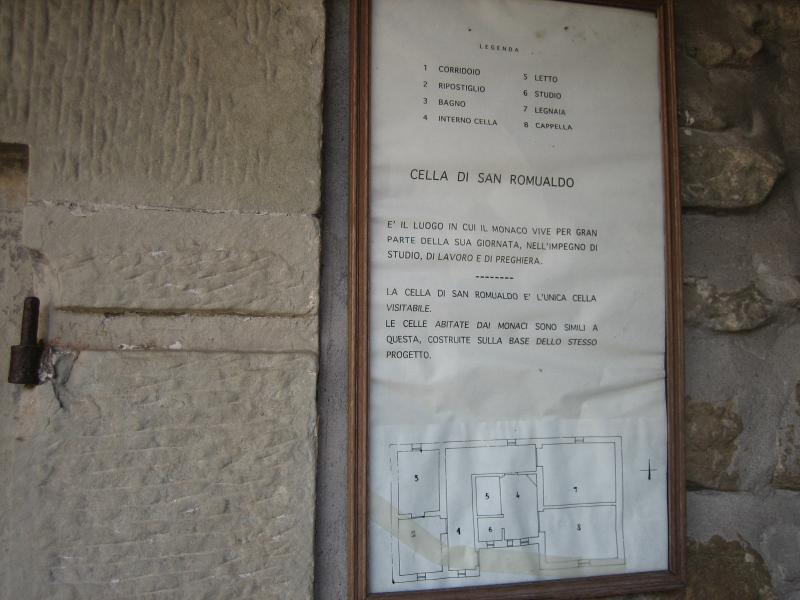 LEGENDA
1 CORRIDOIO 5 LETTO
2 RIPOSTIGLIO 6 STUDIO
3 BAGNO 7 LEGNAIA
4 INTERNO CELLA 8 CAPPELLA
CELLA DI SAN ROMUALDO
E' IL LUOGO IN CUI IL MONACO VIVE PER GRAN
PARTE DELLA SUA GIORNATA, NELL'IMPEGNO DI
STUDIO, DI LAVORO E DI PREGHIERA.
--------
LA CELLA DI SAN ROMUALDO E' L'UNICA CELLA
VISITABILE.
LE CELLE ABITATE DAI MONACI SONO SIMILI A
QUESTA, COSTRUITE SULLA BASE DELLO STESSO
PROGETTO.
3 5 4 7
2 1 6 8